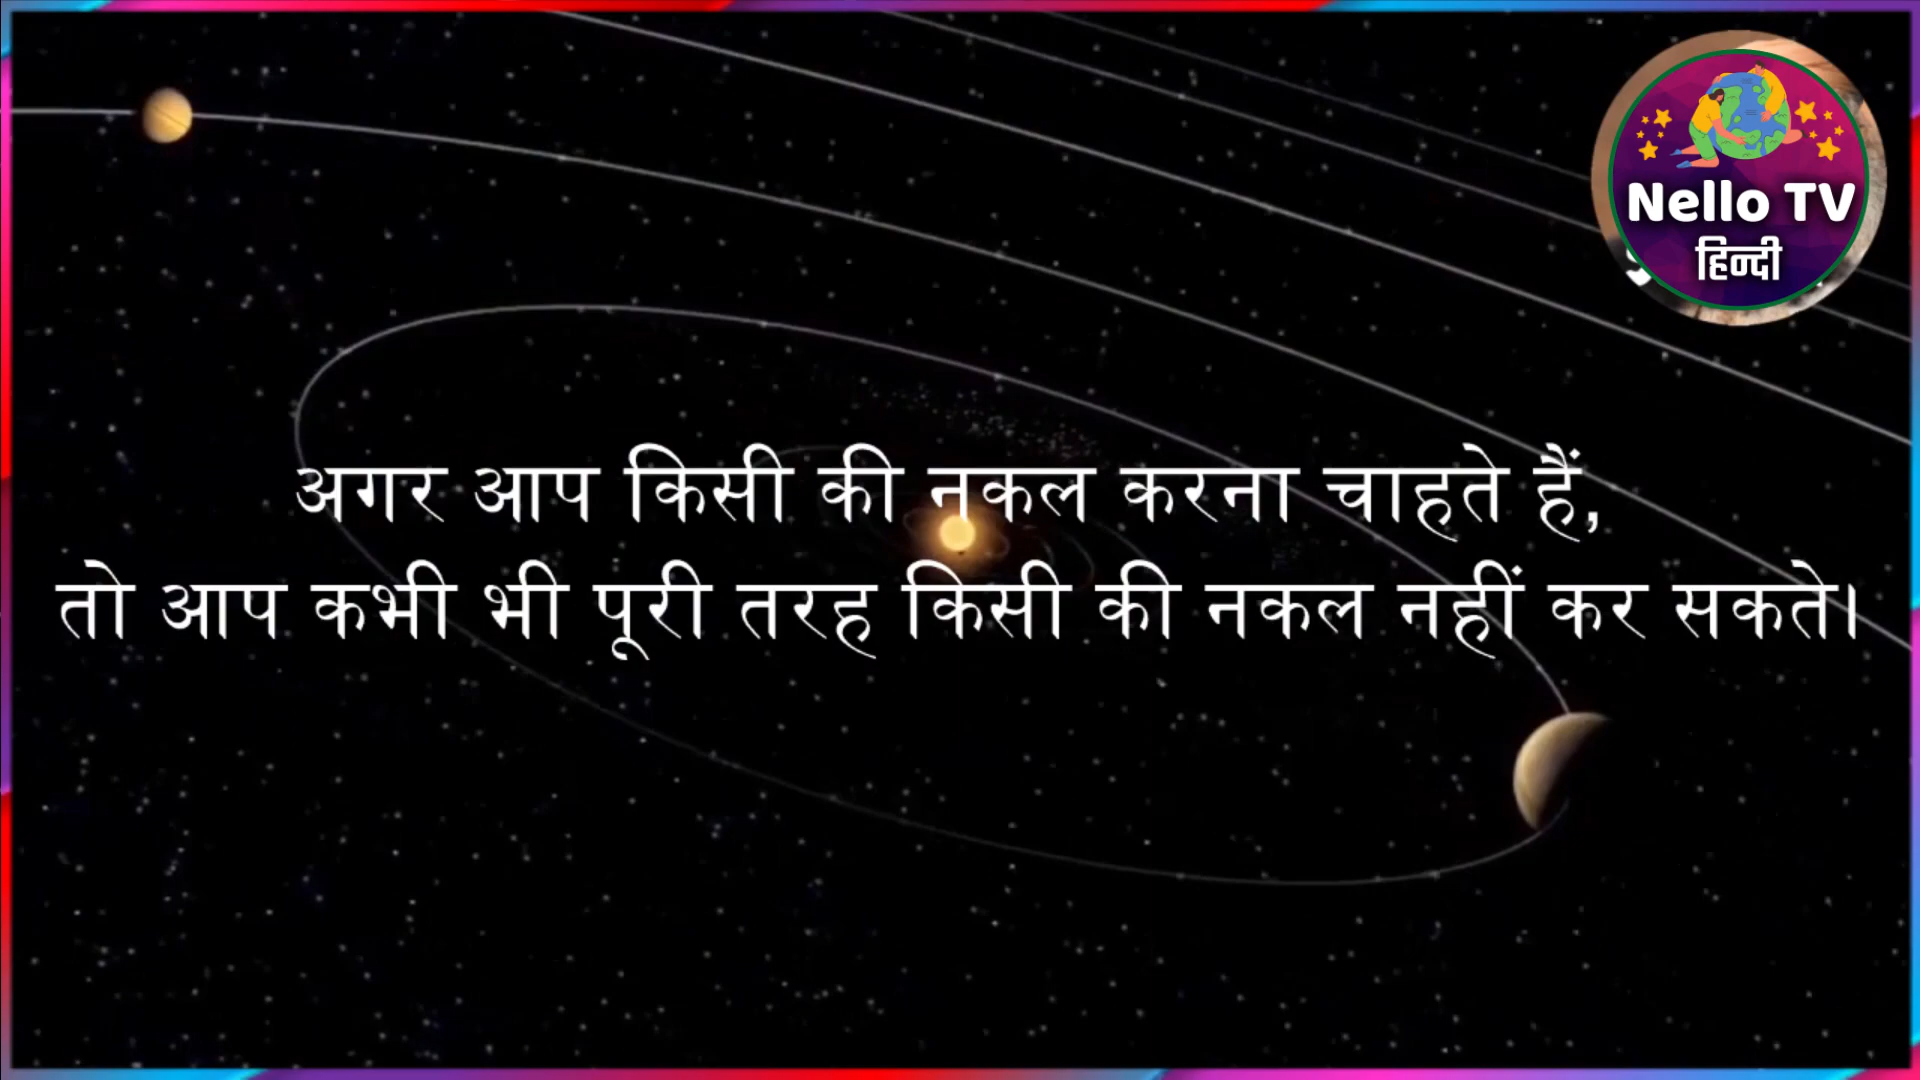 Nello TV
हिन्दी
अगर आप किसी की नकल करना चाहते हैं,
तो आप कभी भी पूरी तरह किसी की नकल नहीं कर सकते।